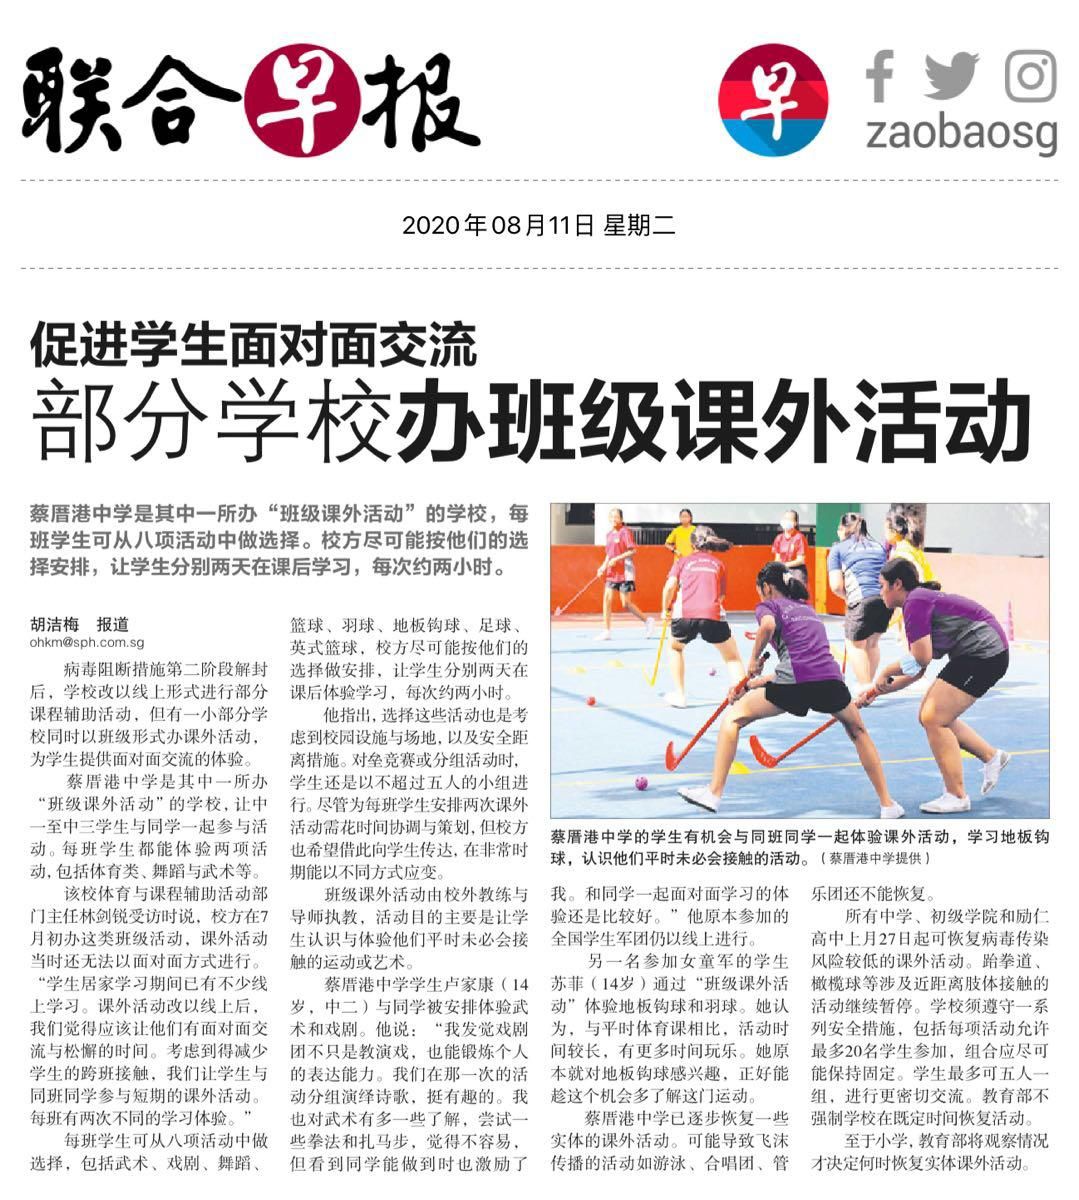 联合早报
早
zaobaosg
2020年08月11日 星期二
促进学生面对面交流
部分学校办班级课外活动
蔡厝港中学是其中一所办“班级课外活动”的学校，每
班学生可从八项活动中做选择。校方尽可能按他们的选
择安排，让学生分别两天在课后学习，每次约两小时。
胡洁梅　报道
ohkm@sph.com.sg
病毒阻断措施第二阶段解封
后，学校改以线上形式进行部分
课程辅助活动，但有一小部分学
校同时以班级形式办课外活动，
为学生提供面对面交流的体验。
蔡厝港中学是其中一所办
“班级课外活动”的学校，让中
一至中三学生与同学一起参与活
动。每班学生都能体验两项活
动，包括体育类、舞蹈与武术等。
该校体育与课程辅助活动部
门主任林剑锐受访时说，校方在7
月初办这类班级活动，课外活动
当时还无法以面对面方式进行。
“学生居家学习期间已有不少线
上学习。课外活动改以线上后，
我们觉得应该让他们有面对面交
流与松懈的时间。考虑到得减少
学生的跨班接触，我们让学生与
同班同学参与短期的课外活动。
每班有两次不同的学习体验。”
每班学生可从八项活动中做
选择，包括武术、戏剧、舞蹈、
篮球、羽球、地板钩球、足球、
英式篮球，校方尽可能按他们的
选择做安排，让学生分别两天在
课后体验学习，每次约两小时。
他指出，选择这些活动也是考
虑到校园设施与场地，以及安全距
离措施。对垒竞赛或分组活动时，
学生还是以不超过五人的小组进
行。尽管为每班学生安排两次课外
活动需花时间协调与策划，但校方
也希望借此向学生传达，在非常时
期能以不同方式应变。
班级课外活动由校外教练与
导师执教，活动目的主要是让学
生认识与体验他们平时未必会接
触的运动或艺术。
蔡厝港中学学生卢家康（14
岁，中二）与同学被安排体验武
术和戏剧。他说：“我发觉戏剧
团不只是教演戏，也能锻炼个人
的表达能力。我们在那一次的活
动分组演绎诗歌，挺有趣的。我
也对武术有多一些了解，尝试一
些拳法和扎马步，觉得不容易，
但看到同学能做到时也激励了
蔡厝港中学的学生有机会与同班同学一起体验课外活动，学习地板钩
球，认识他们平时未必会接触的活动。（蔡厝港中学提供）
我。和同学一起面对面学习的体
验还是比较好。”他原本参加的
全国学生军团仍以线上进行。
另一名参加女童军的学生
苏菲（14岁）通过“班级课外活
动”体验地板钩球和羽球。她认
为，与平时体育课相比，活动时
间较长，有更多时间玩乐。她原
本就对地板钩球感兴趣，正好能
趁这个机会多了解这门运动。
蔡厝港中学已逐步恢复一些
实体的课外活动。可能导致飞沫
传播的活动如游泳、合唱团、管
乐团还不能恢复。
所有中学、初级学院和励仁
高中上月27日起可恢复病毒传染
风险较低的课外活动。跆拳道、
橄榄球等涉及近距离肢体接触的
活动继续暂停。学校须遵守一系
列安全措施，包括每项活动允许
最多20名学生参加，组合应尽可
能保持固定。学生最多可五人一
组，进行更密切交流。教育部不
强制学校在既定时间恢复活动。
至于小学，教育部将观察情况
才决定何时恢复实体课外活动。